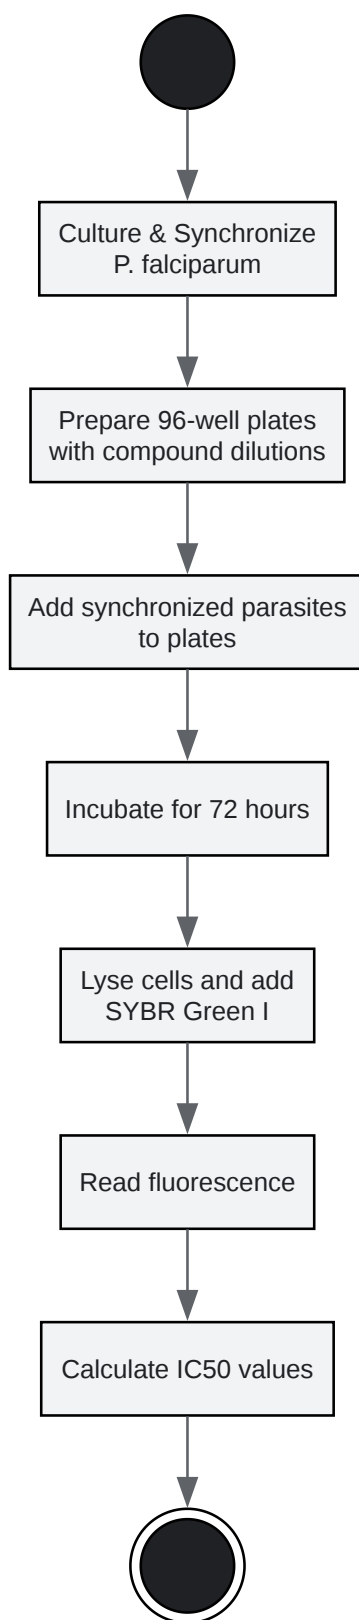 Culture & Synchronize
P. falciparum
Prepare 96-well plates
with compound dilutions
Add synchronized parasites
to plates
Incubate for 72 hours
Lyse cells and add
SYBR Green I
Read fluorescence
Calculate IC50 values